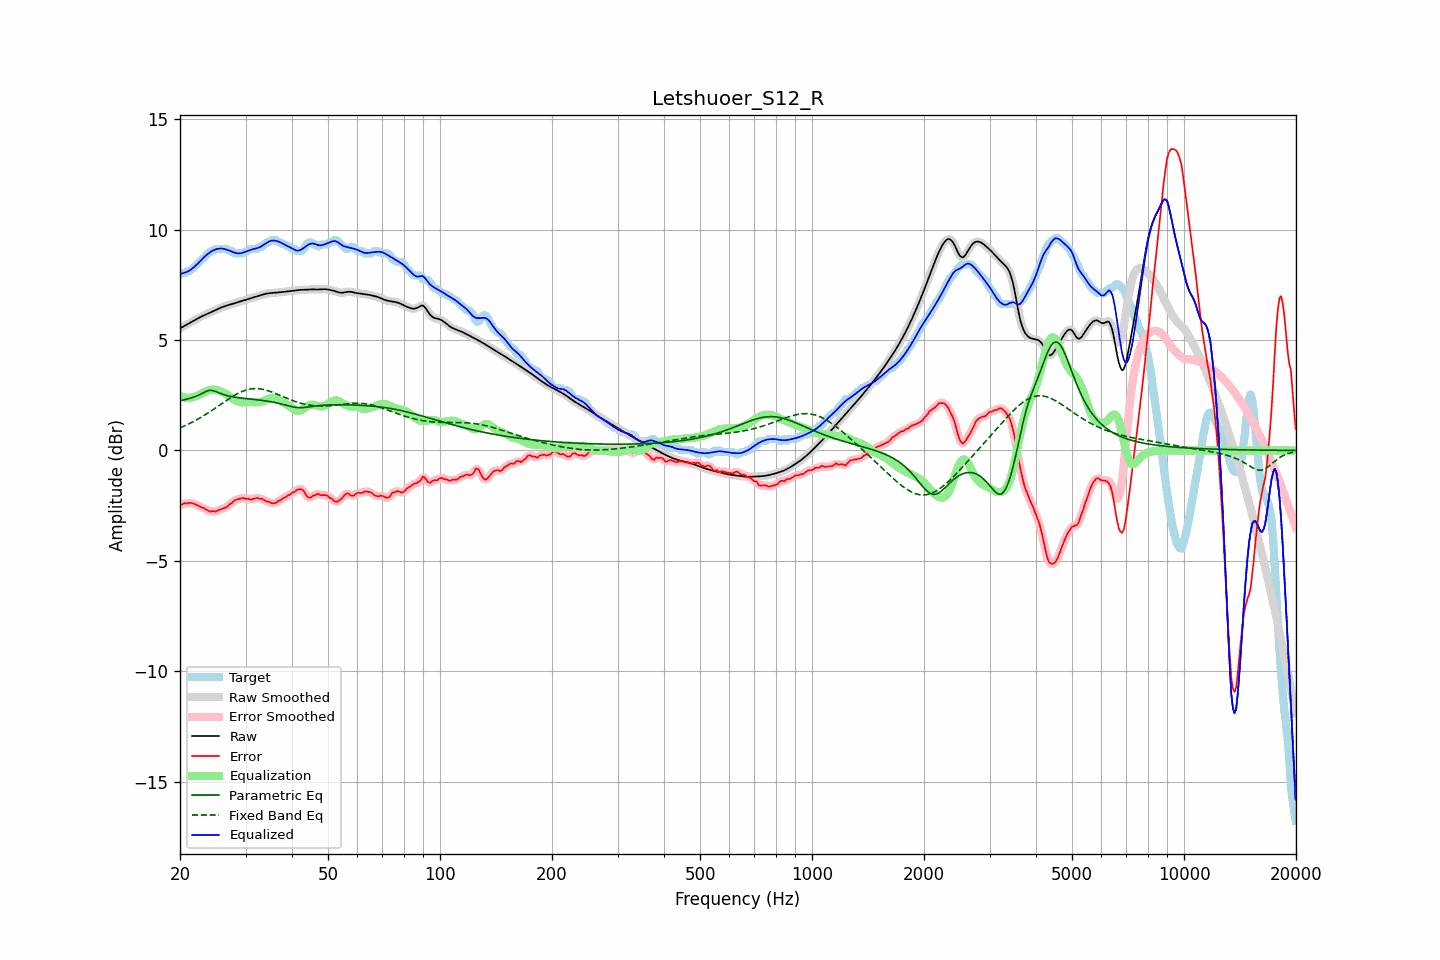 Letshuoer_S12_R
Amplitude (dBr)
15
10
5
0
−5
−10
−15
Target
Raw Smoothed
Error Smoothed
Raw
Error
Equalization
Parametric Eq
Fixed Band Eq
Equalized
20 50 100 200 500 1000 2000 5000 10000 20000
Frequency (Hz)